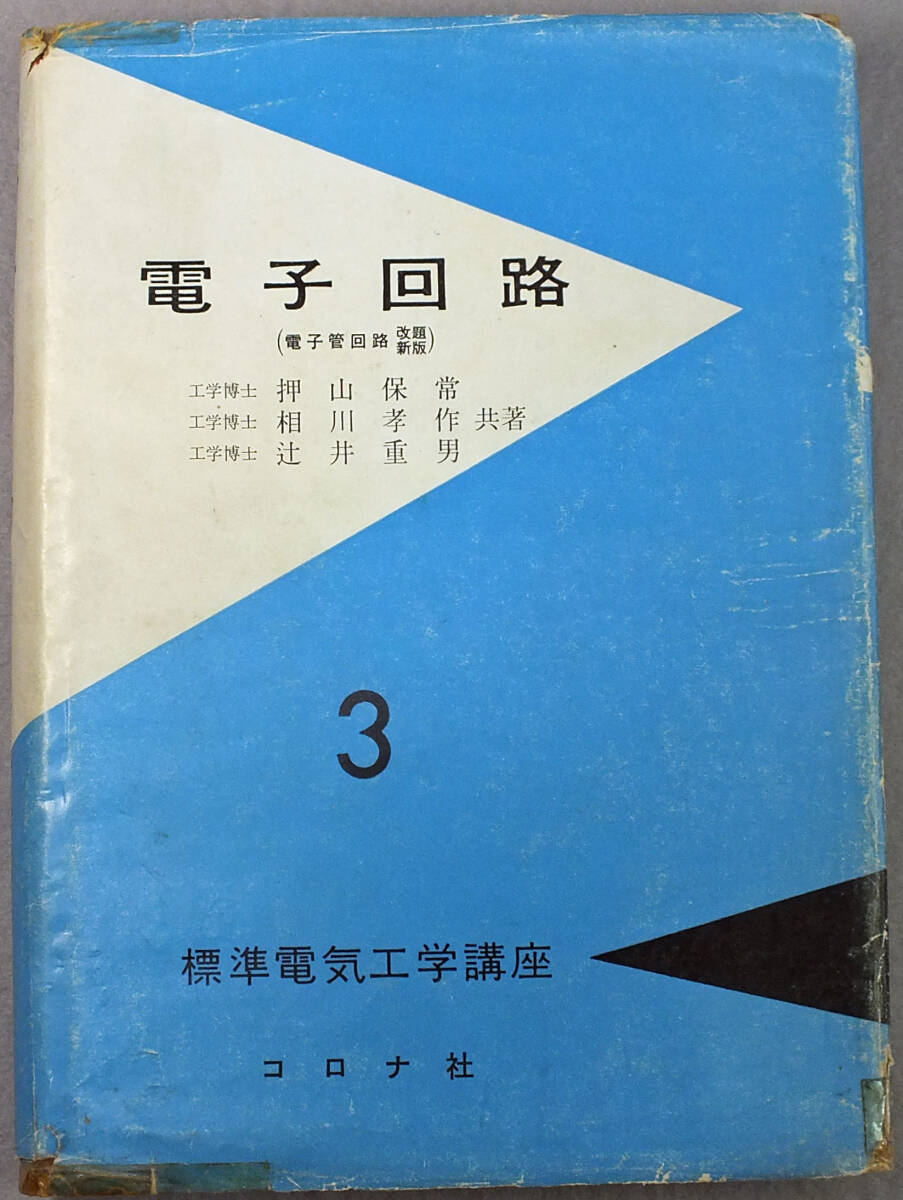 電子回路
(電子管回路 改題新版)
工学博士 押山保常
工学博士 相川孝作 共著
工学博士 辻井重男
3
標準電気工学講座
コロナ社